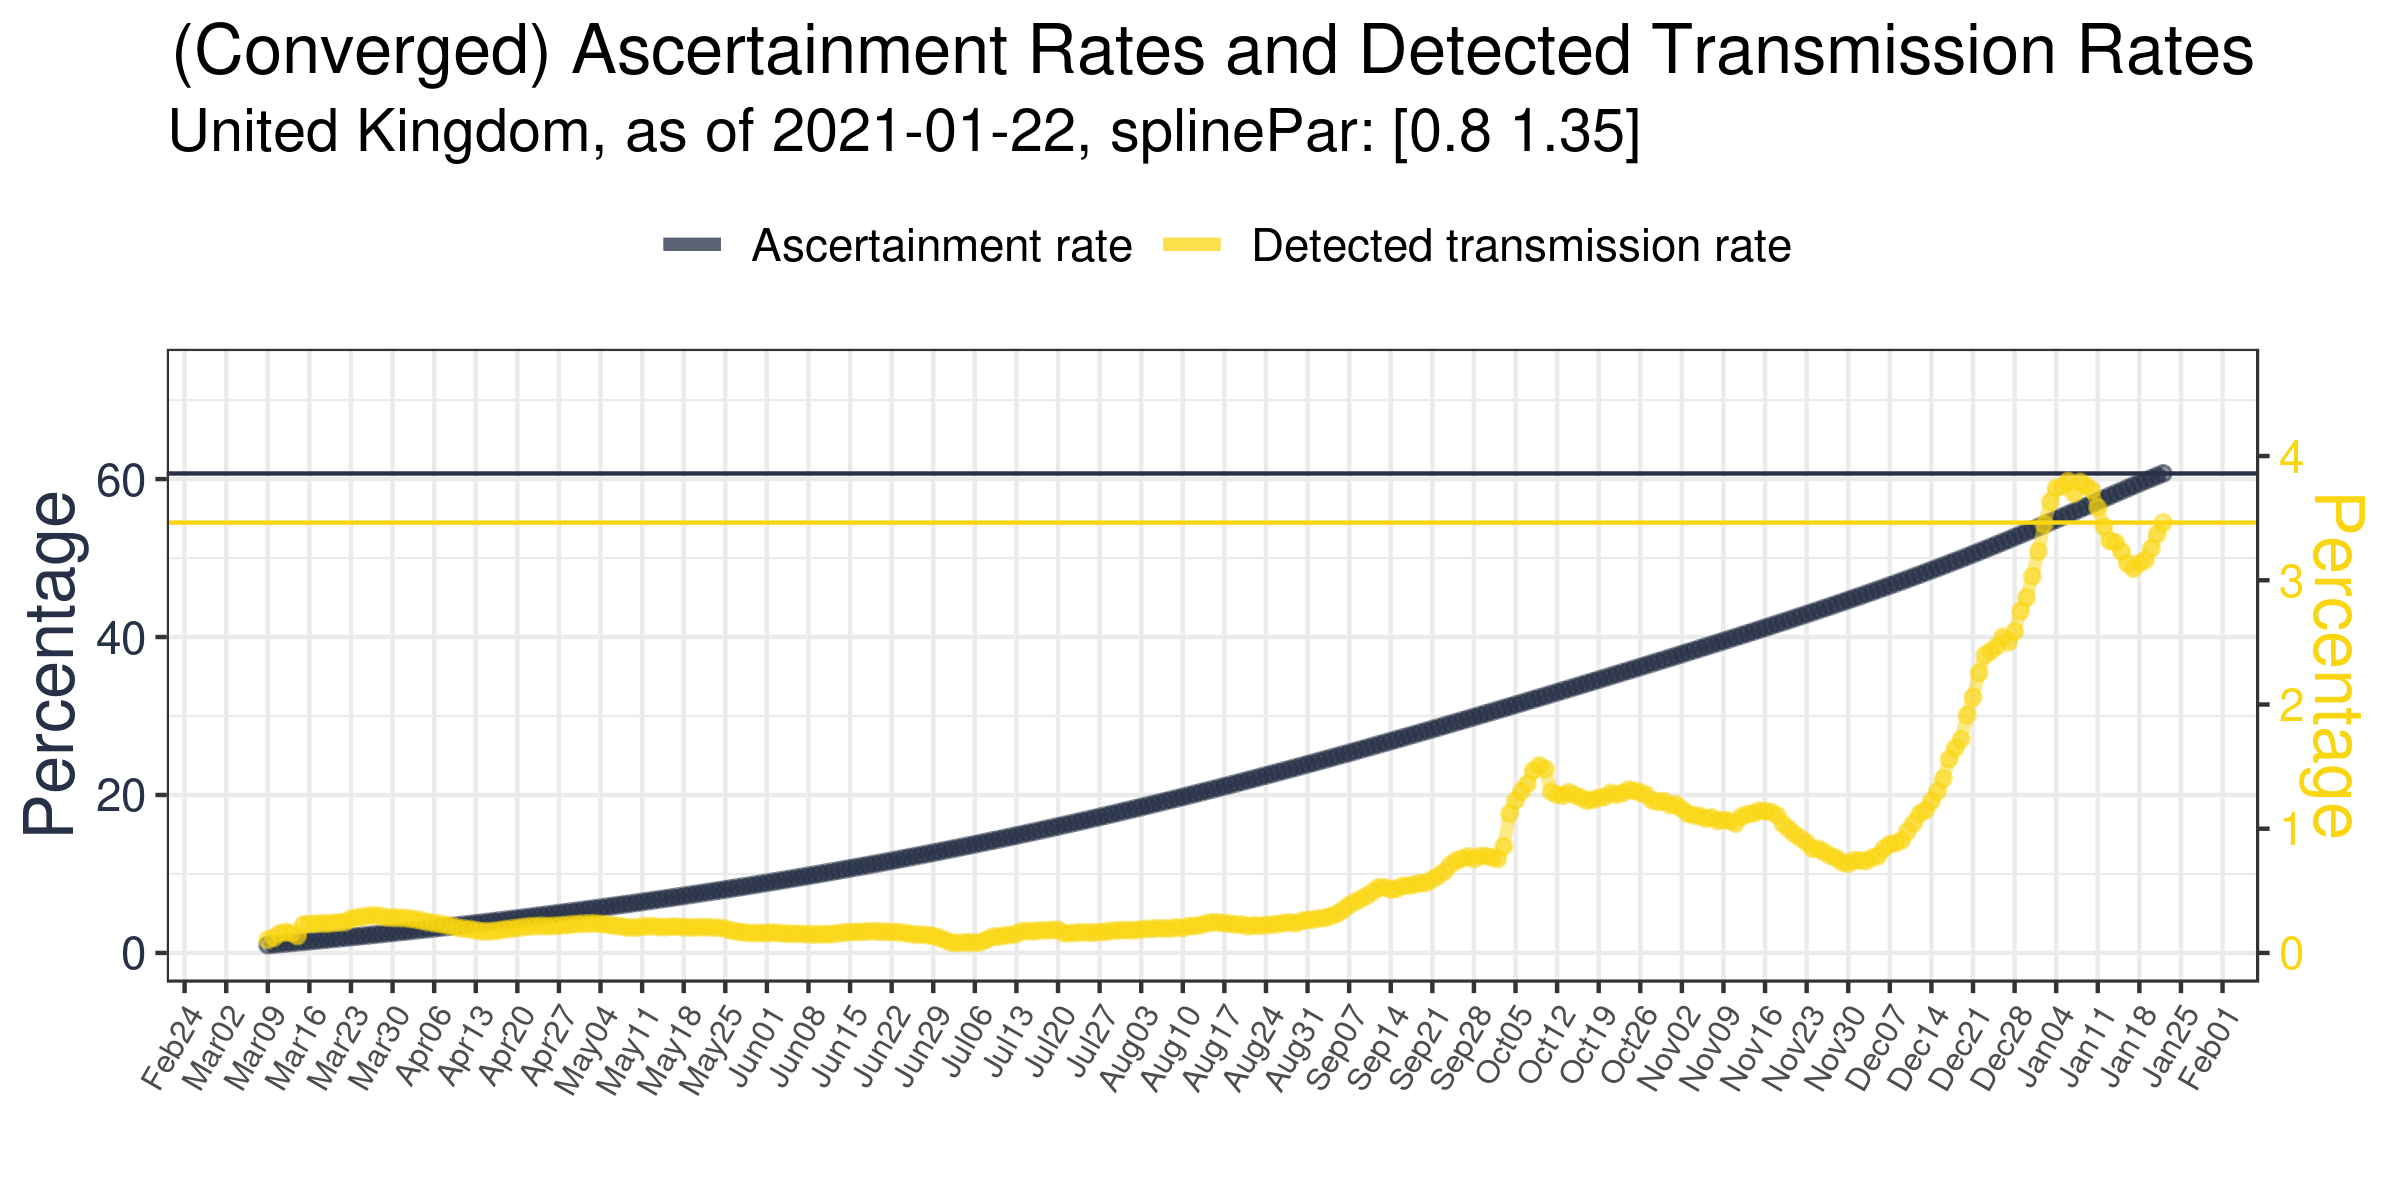 (Converged) Ascertainment Rates and Detected Transmission Rates
United Kingdom, as of 2021-01-22, splinePar: [0.8 1.35]
Ascertainment rate Detected transmission rate
Percentage
60
40
20
0
4
3
2
1
0
Percentage
Feb24 Mar02 Mar09 Mar16 Mar23 Mar30 Apr06 Apr13 Apr20 Apr27 May04 May11 May18 May25 Jun01 Jun08 Jun15 Jun22 Jun29 Jul06 Jul13 Jul20 Jul27 Aug03 Aug10 Aug17 Aug24 Aug31 Sep07 Sep14 Sep21 Sep28 Oct05 Oct12 Oct19 Oct26 Nov02 Nov09 Nov16 Nov23 Nov30 Dec07 Dec14 Dec21 Dec28 Jan04 Jan11 Jan18 Jan25 Feb01